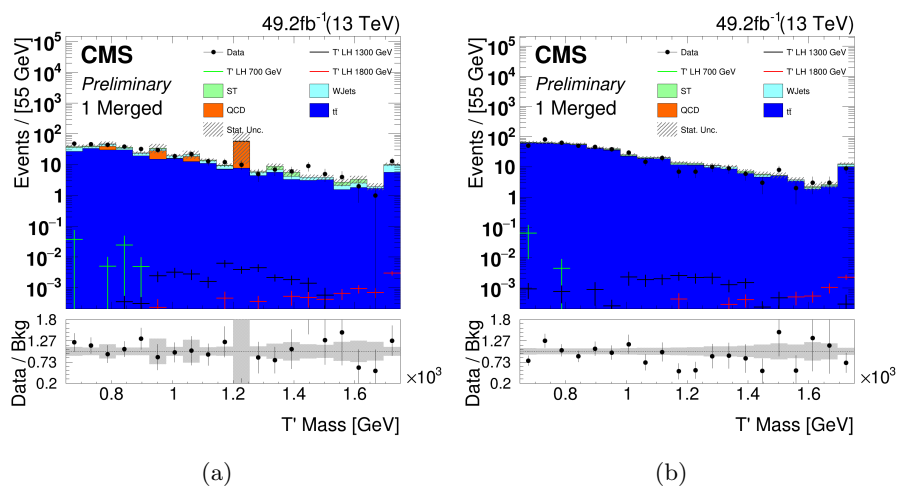 49.2fb⁻¹(13 TeV)
CMS
Preliminary
1 Merged
Data
T' LH 1300 GeV
T' LH 700 GeV
T' LH 1800 GeV
ST
WJets
QCD
tt̄
Stat. Unc.
Events / [55 GeV]
10⁵
10⁴
10³
10²
10
1
10⁻¹
10⁻²
10⁻³
Data / Bkg
1.8
1.27
0.73
0.2
0.8 1 1.2 1.4 1.6
×10³
T' Mass [GeV]
(a)
49.2fb⁻¹(13 TeV)
CMS
Preliminary
1 Merged
Data
T' LH 1300 GeV
T' LH 700 GeV
T' LH 1800 GeV
ST
WJets
QCD
tt̄
Stat. Unc.
Events / [55 GeV]
10⁵
10⁴
10³
10²
10
1
10⁻¹
10⁻²
10⁻³
Data / Bkg
1.8
1.27
0.73
0.2
0.8 1 1.2 1.4 1.6
×10³
T' Mass [GeV]
(b)